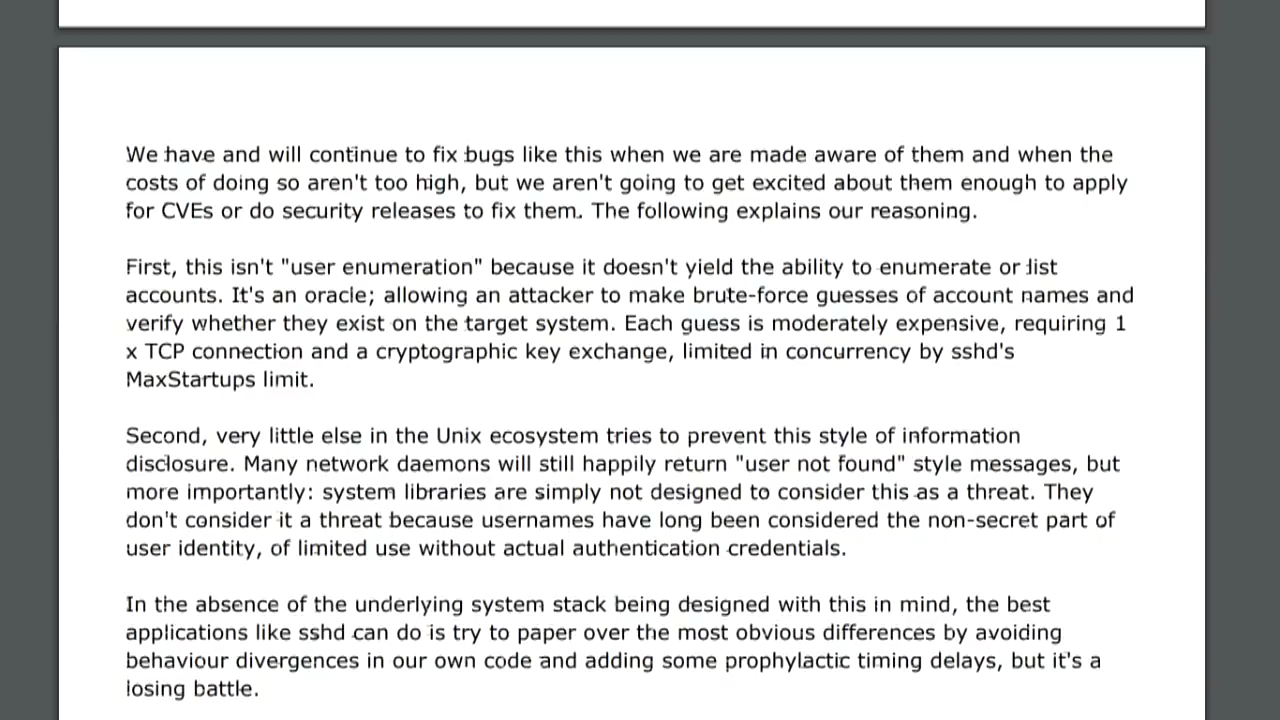 We have and will continue to fix bugs like this when we are made aware of them and when the
costs of doing so aren't too high, but we aren't going to get excited about them enough to apply
for CVEs or do security releases to fix them. The following explains our reasoning.
First, this isn't "user enumeration" because it doesn't yield the ability to enumerate or list
accounts. It's an oracle; allowing an attacker to make brute-force guesses of account names and
verify whether they exist on the target system. Each guess is moderately expensive, requiring 1
x TCP connection and a cryptographic key exchange, limited in concurrency by sshd's
MaxStartups limit.
Second, very little else in the Unix ecosystem tries to prevent this style of information
disclosure. Many network daemons will still happily return "user not found" style messages, but
more importantly: system libraries are simply not designed to consider this as a threat. They
don't consider it a threat because usernames have long been considered the non-secret part of
user identity, of limited use without actual authentication credentials.
In the absence of the underlying system stack being designed with this in mind, the best
applications like sshd can do is try to paper over the most obvious differences by avoiding
behaviour divergences in our own code and adding some prophylactic timing delays, but it's a
losing battle.